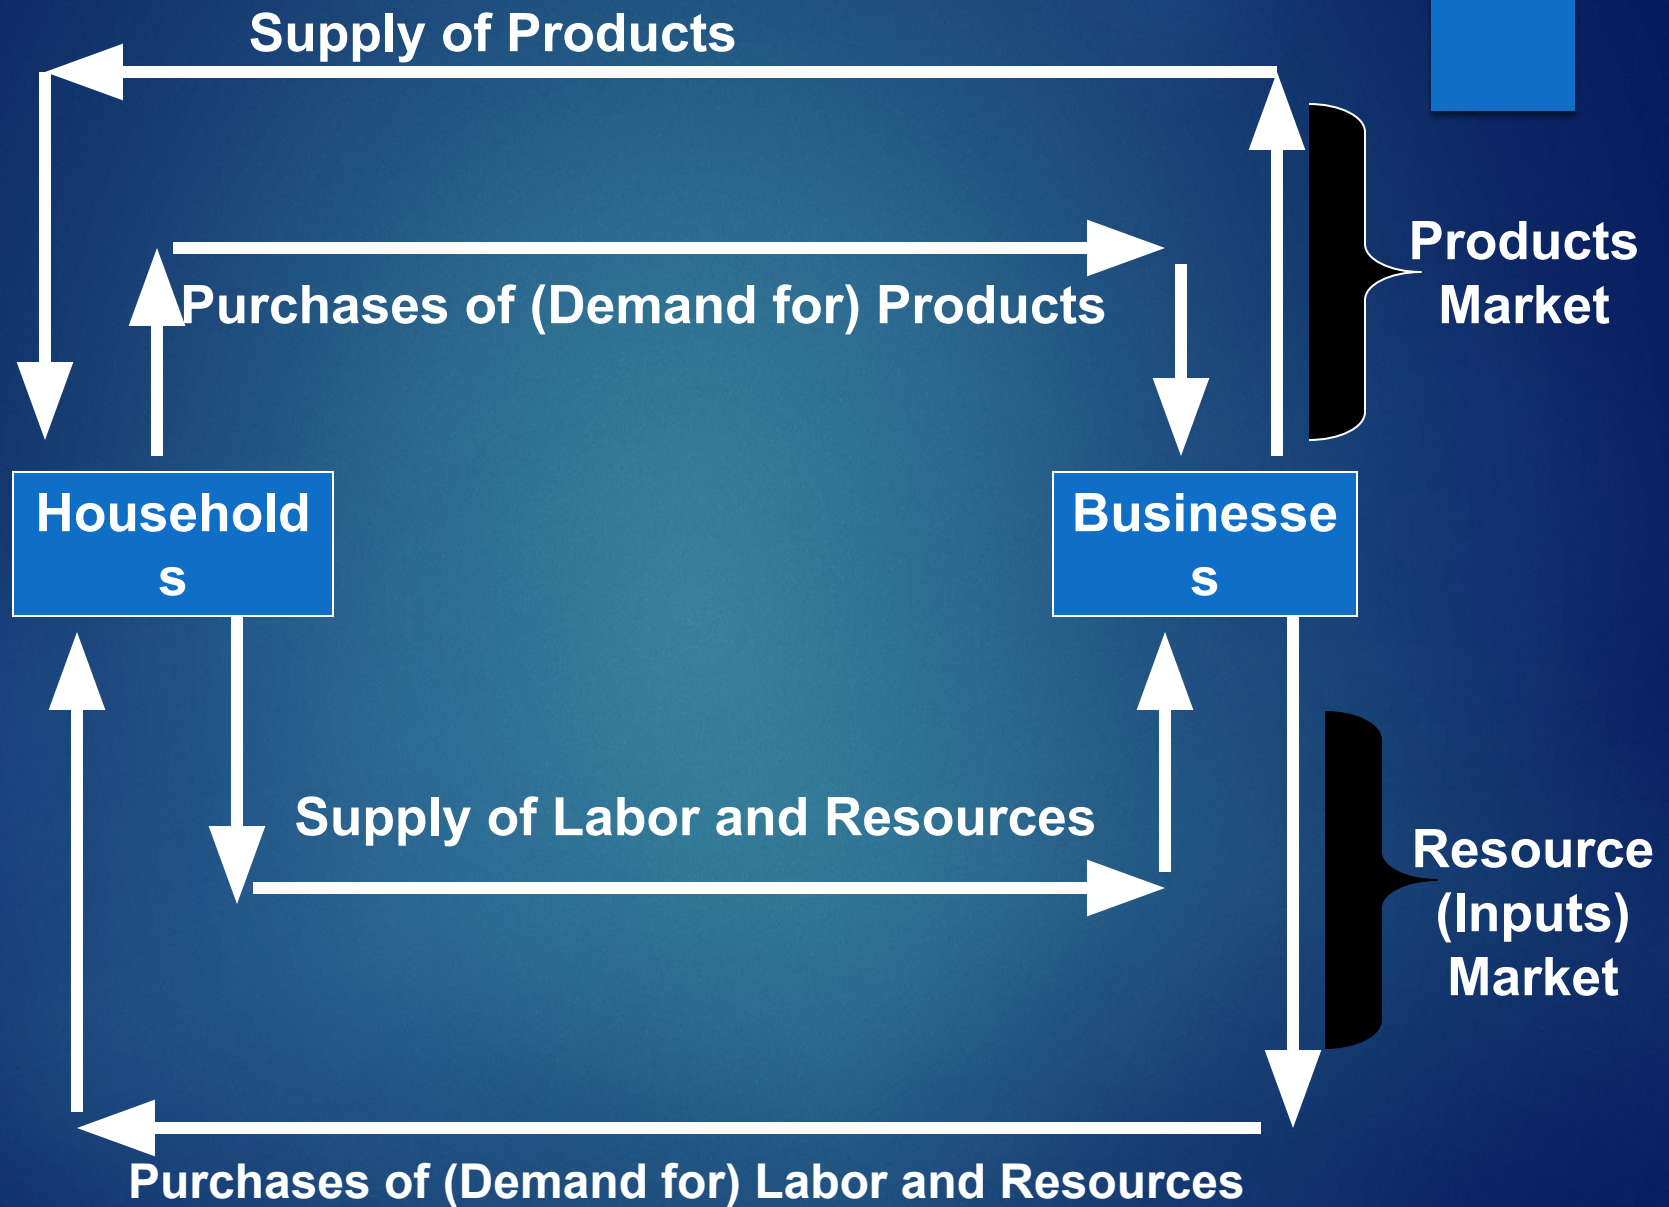 Supply of Products
Purchases of (Demand for) Products
Products
Market
Household
s
Businesse
s
Supply of Labor and Resources
Resource
(Inputs)
Market
Purchases of (Demand for) Labor and Resources